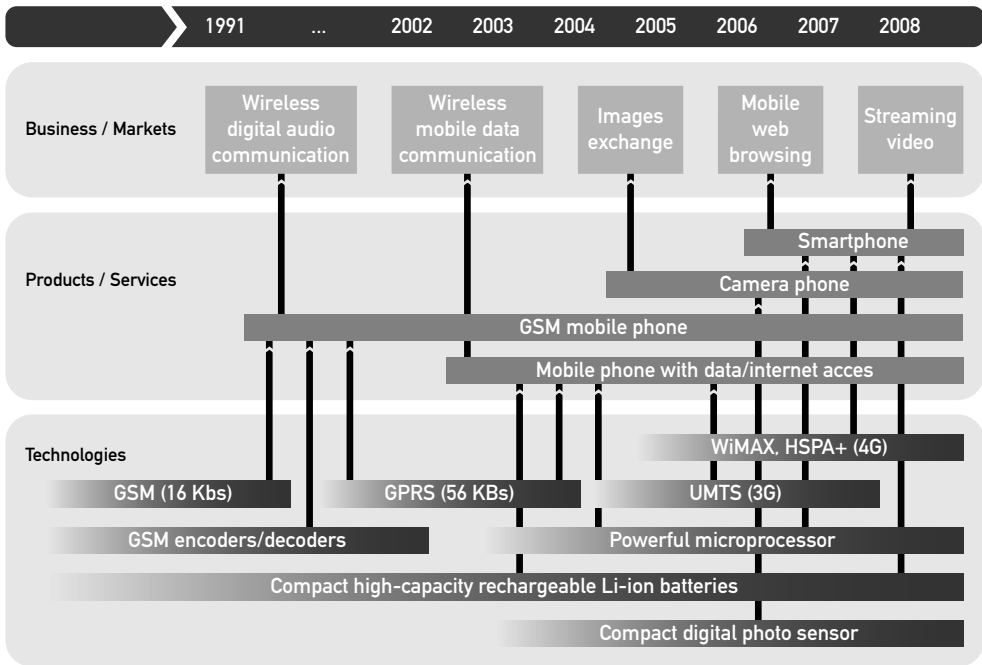 1991 ... 2002 2003 2004 2005 2006 2007 2008
Business / Markets
Wireless
digital audio
communication
Wireless
mobile data
communication
Images
exchange
Mobile
web
browsing
Streaming
video
Products / Services
Smartphone
Camera phone
GSM mobile phone
Mobile phone with data/internet acces
Technologies
WiMAX, HSPA+ (4G)
GSM (16 Kbs)
GPRS (56 KBs)
UMTS (3G)
GSM encoders/decoders
Powerful microprocessor
Compact high-capacity rechargeable Li-ion batteries
Compact digital photo sensor